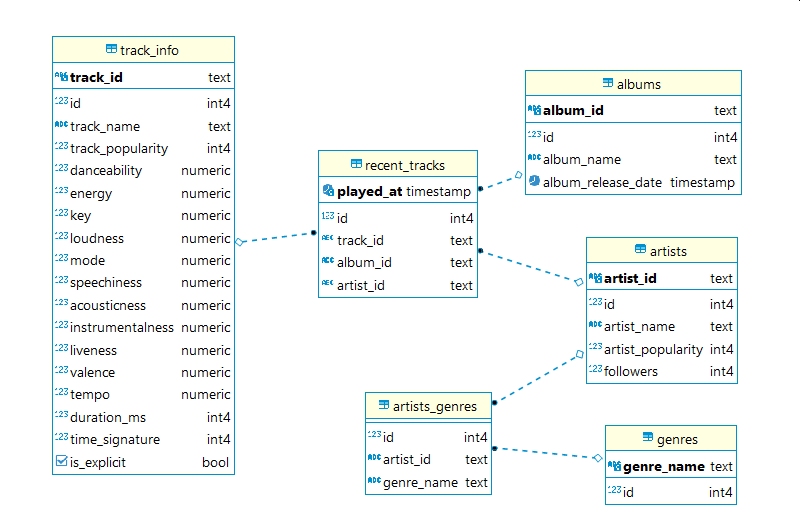 track_info
track_id text
id int4
track_name text
track_popularity int4
danceability numeric
energy numeric
key numeric
loudness numeric
mode numeric
speechiness numeric
acousticness numeric
instrumentalness numeric
liveness numeric
valence numeric
tempo numeric
duration_ms int4
time_signature int4
is_explicit bool
recent_tracks
played_at timestamp
id int4
track_id text
album_id text
artist_id text
albums
album_id text
id int4
album_name text
album_release_date timestamp
artists
artist_id text
id int4
artist_name text
artist_popularity int4
followers int4
artists_genres
id int4
artist_id text
genre_name text
genres
genre_name text
id int4